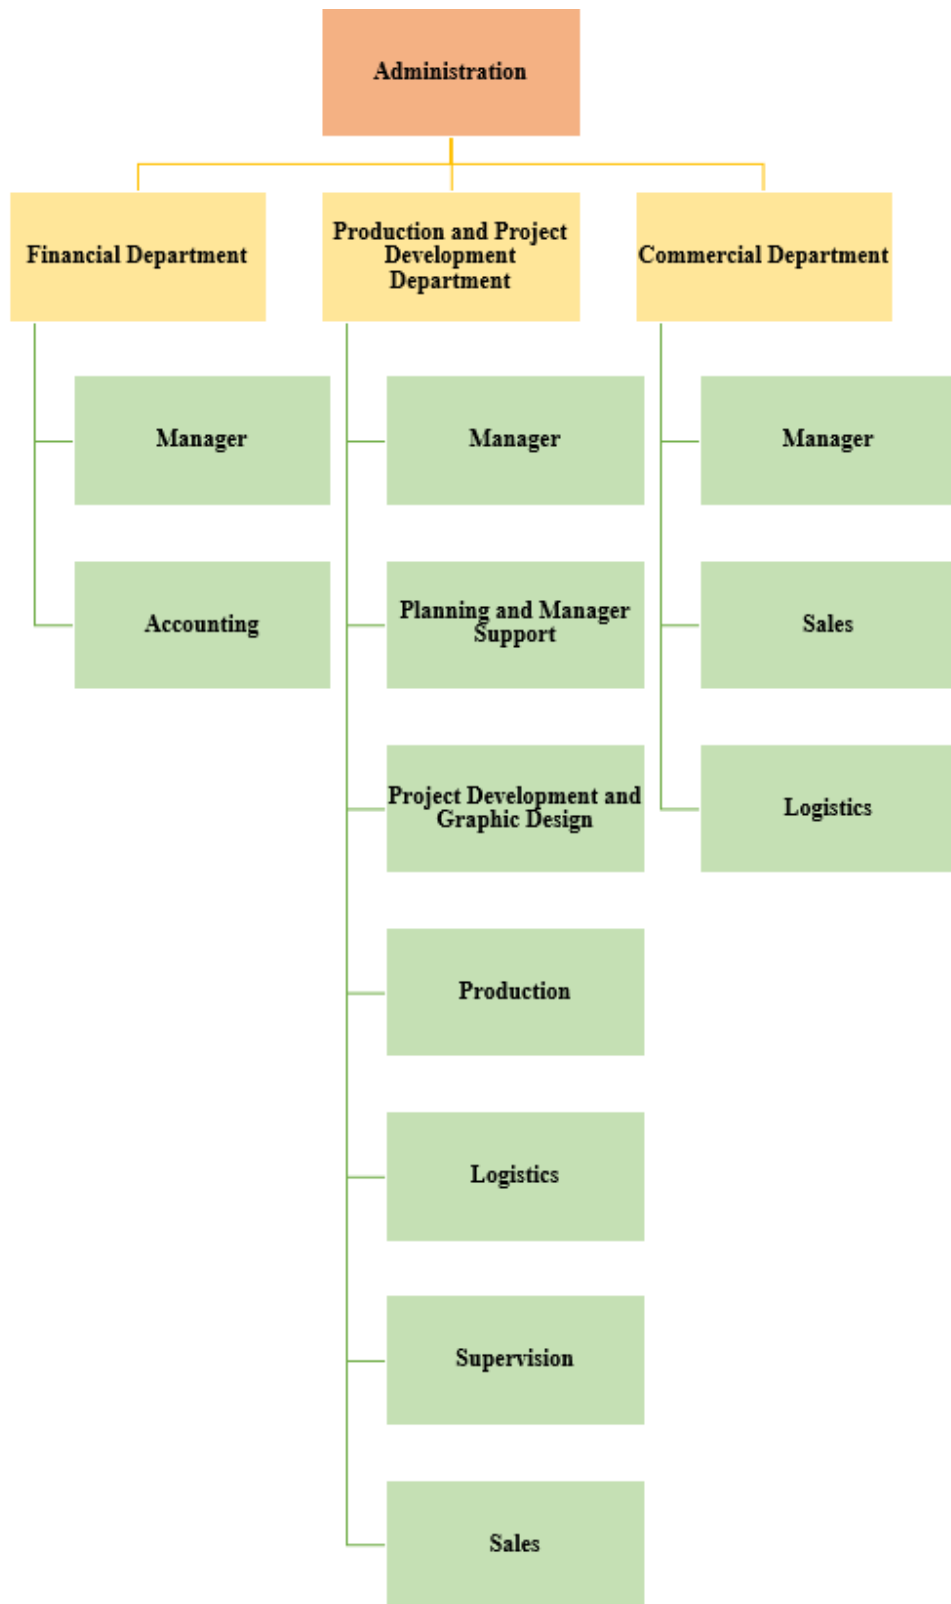 Administration
Financial Department
Production and Project
Development
Department
Commercial Department
Manager
Accounting
Manager
Planning and Manager
Support
Project Development and
Graphic Design
Production
Logistics
Supervision
Sales
Manager
Sales
Logistics